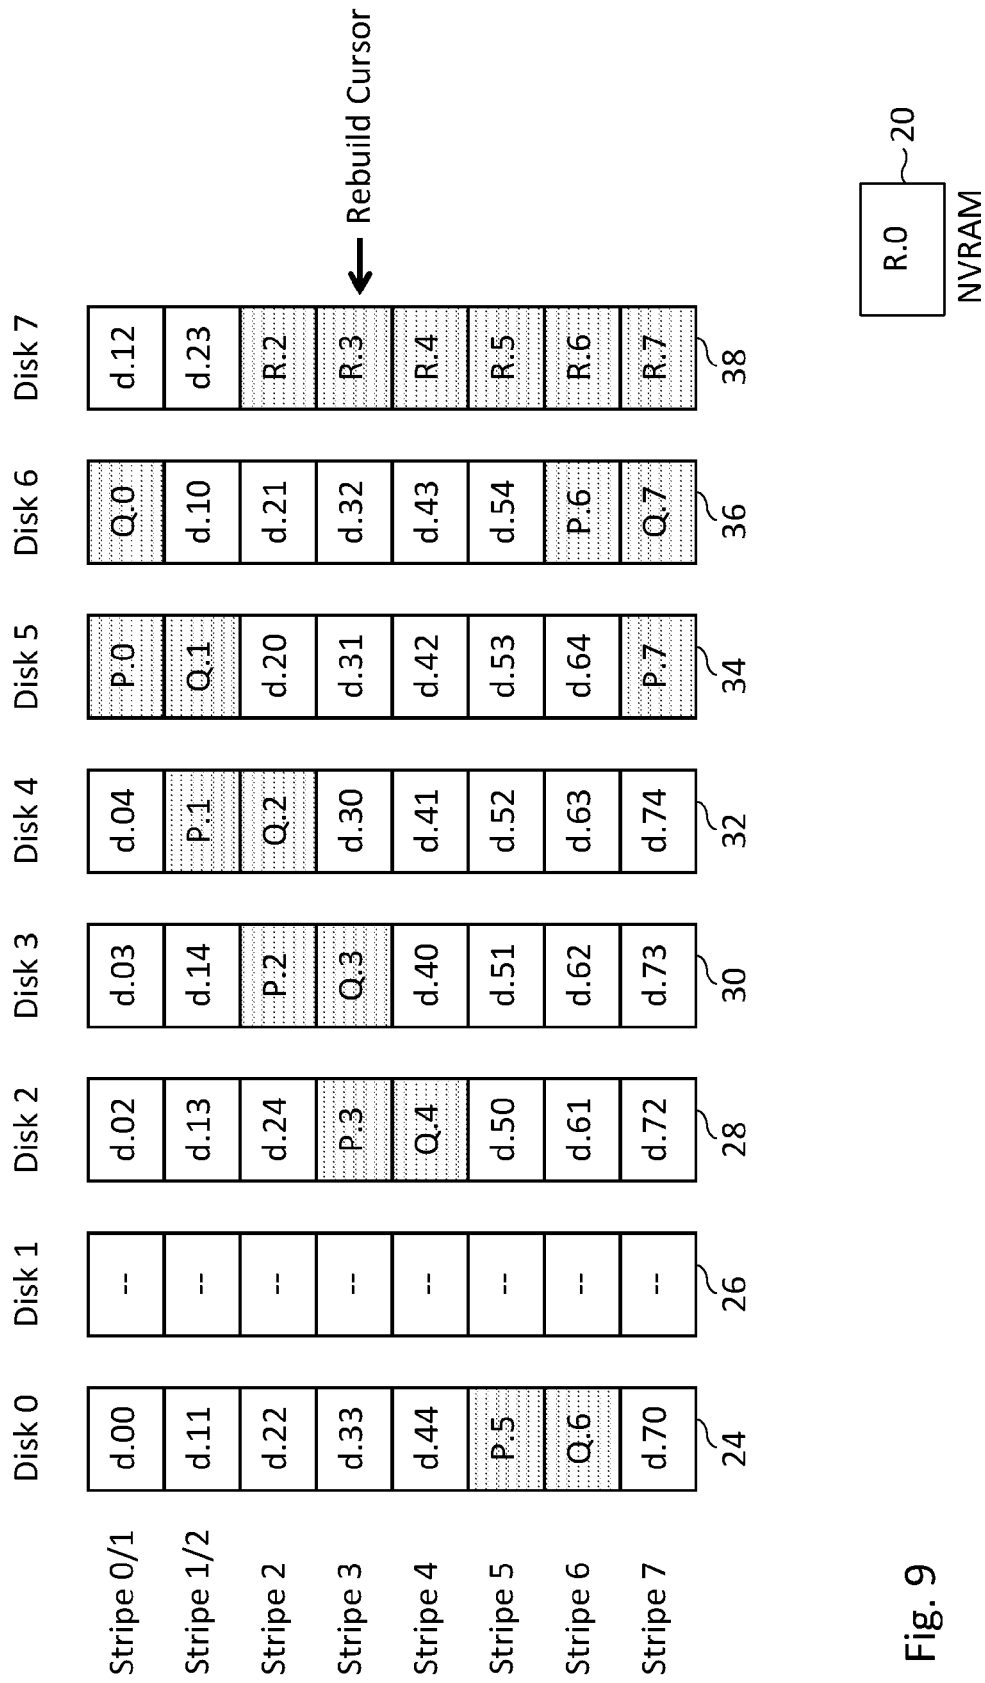 Disk 0 Disk 1 Disk 2 Disk 3 Disk 4 Disk 5 Disk 6 Disk 7
Stripe 0/1 d.00 -- d.02 d.03 d.04 P.0 Q.0 d.12
Stripe 1/2 d.11 -- d.13 d.14 P.1 Q.1 d.10 d.23
Stripe 2 d.22 -- d.24 P.2 Q.2 d.20 d.21 R.2
Stripe 3 d.33 -- P.3 Q.3 d.30 d.31 d.32 R.3 Rebuild Cursor
Stripe 4 d.44 -- Q.4 d.40 d.41 d.42 d.43 R.4
Stripe 5 P.5 -- d.50 d.51 d.52 d.53 d.54 R.5
Stripe 6 Q.6 -- d.61 d.62 d.63 d.64 P.6 R.6
Stripe 7 d.70 -- d.72 d.73 d.74 P.7 Q.7 R.7
24 26 28 30 32 34 36 38
R.0 20
NVRAM
Fig. 9